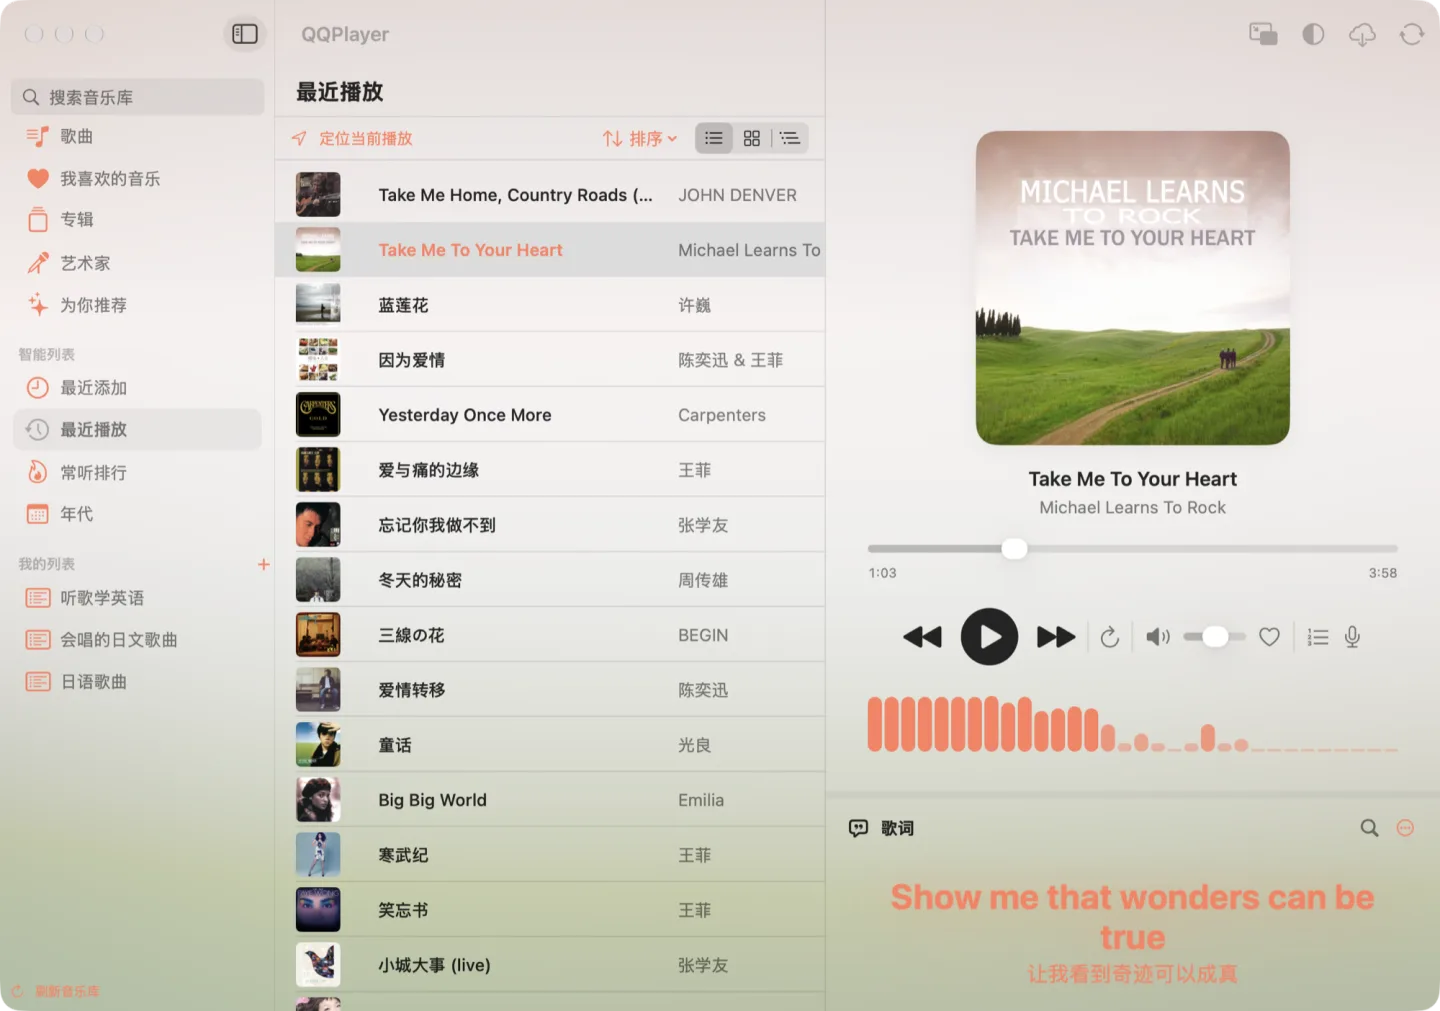 QQPlayer
搜索音乐库
歌曲
我喜欢的音乐
专辑
艺术家
为你推荐
智能列表
最近添加
最近播放
常听排行
年代
我的列表
听歌学英语
会唱的日文歌曲
日语歌曲
刷新音乐库
最近播放
定位当前播放
排序
Take Me Home, Country Roads (... JOHN DENVER
Take Me To Your Heart Michael Learns To
蓝莲花 许巍
因为爱情 陈奕迅 & 王菲
Yesterday Once More Carpenters
爱与痛的边缘 王菲
忘记你我做不到 张学友
冬天的秘密 周传雄
三線の花 BEGIN
爱情转移 陈奕迅
童话 光良
Big Big World Emilia
寒武纪 王菲
笑忘书 王菲
小城大事 (live) 张学友
MICHAEL LEARNS
TO ROCK
TAKE ME TO YOUR HEART
Take Me To Your Heart
Michael Learns To Rock
1:03 3:58
歌词
Show me that wonders can be
true
让我看到奇迹可以成真